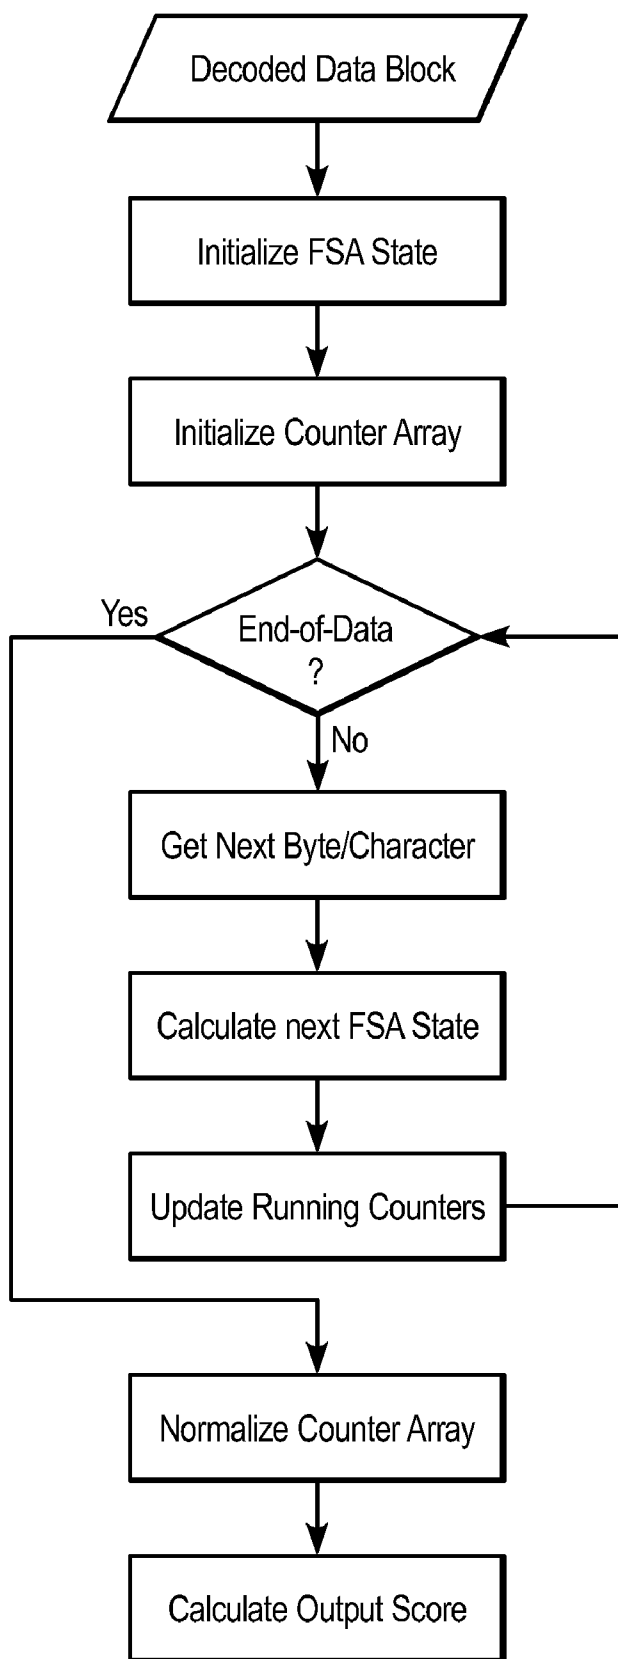 Decoded Data Block
Initialize FSA State
Initialize Counter Array
Yes
End-of-Data
?
No
Get Next Byte/Character
Calculate next FSA State
Update Running Counters
Normalize Counter Array
Calculate Output Score